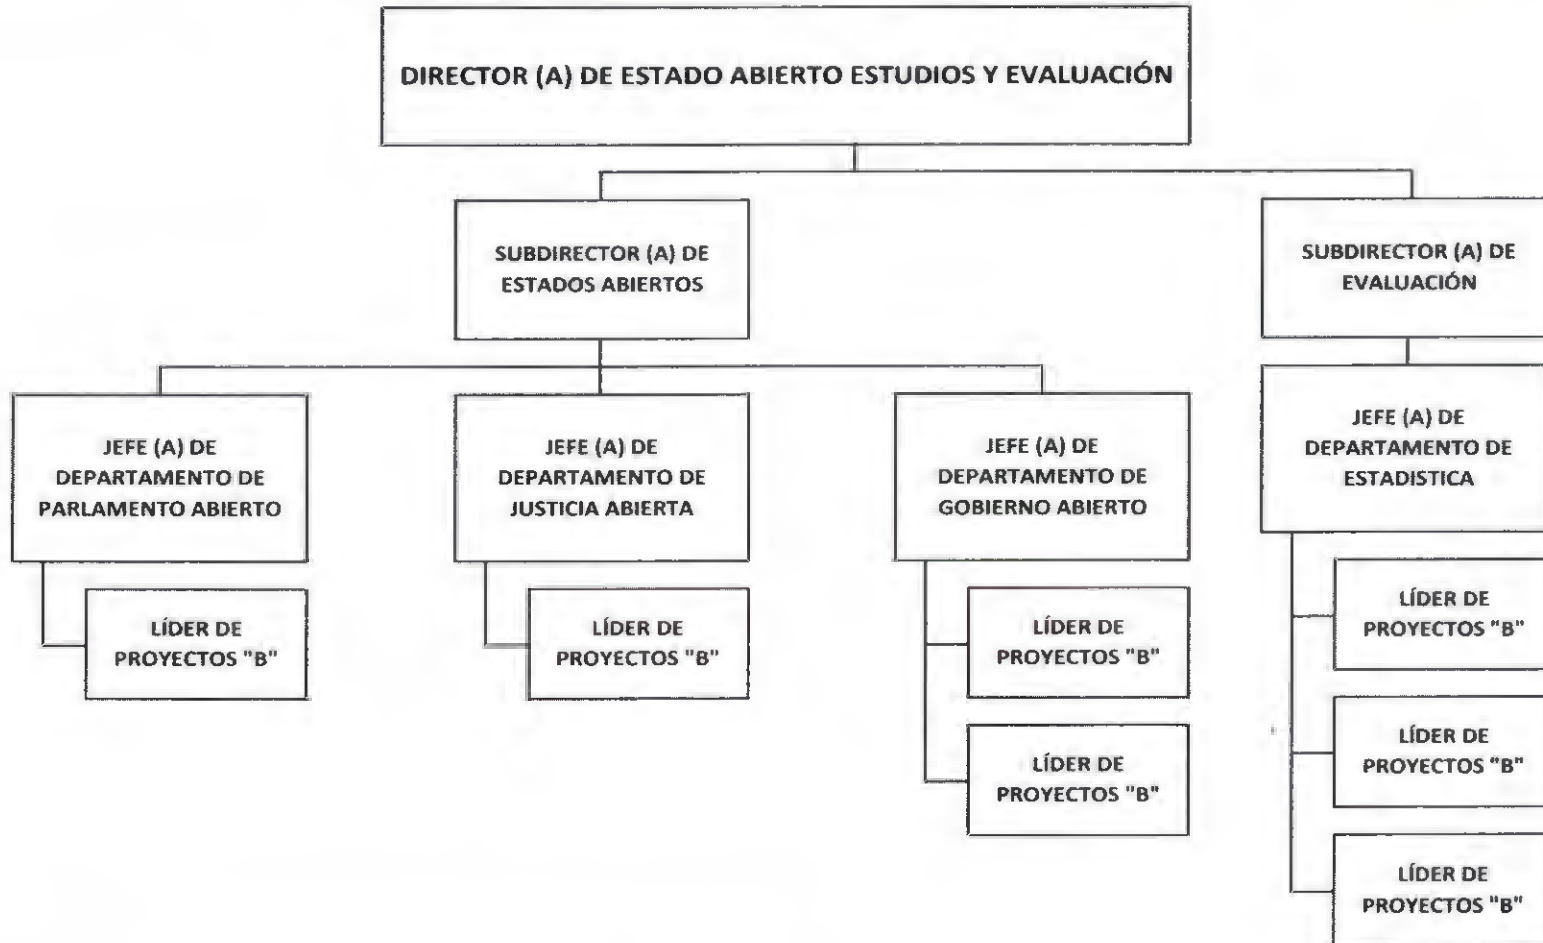 DIRECTOR (A) DE ESTADO ABIERTO ESTUDIOS Y EVALUACIÓN
SUBDIRECTOR (A) DE
ESTADOS ABIERTOS
SUBDIRECTOR (A) DE
EVALUACIÓN
JEFE (A) DE
DEPARTAMENTO DE
PARLAMENTO ABIERTO
JEFE (A) DE
DEPARTAMENTO DE
JUSTICIA ABIERTA
JEFE (A) DE
DEPARTAMENTO DE
GOBIERNO ABIERTO
JEFE (A) DE
DEPARTAMENTO DE
ESTADISTICA
LÍDER DE
PROYECTOS "B"
LÍDER DE
PROYECTOS "B"
LÍDER DE
PROYECTOS "B"
LÍDER DE
PROYECTOS "B"
LÍDER DE
PROYECTOS "B"
LÍDER DE
PROYECTOS "B"
LÍDER DE
PROYECTOS "B"